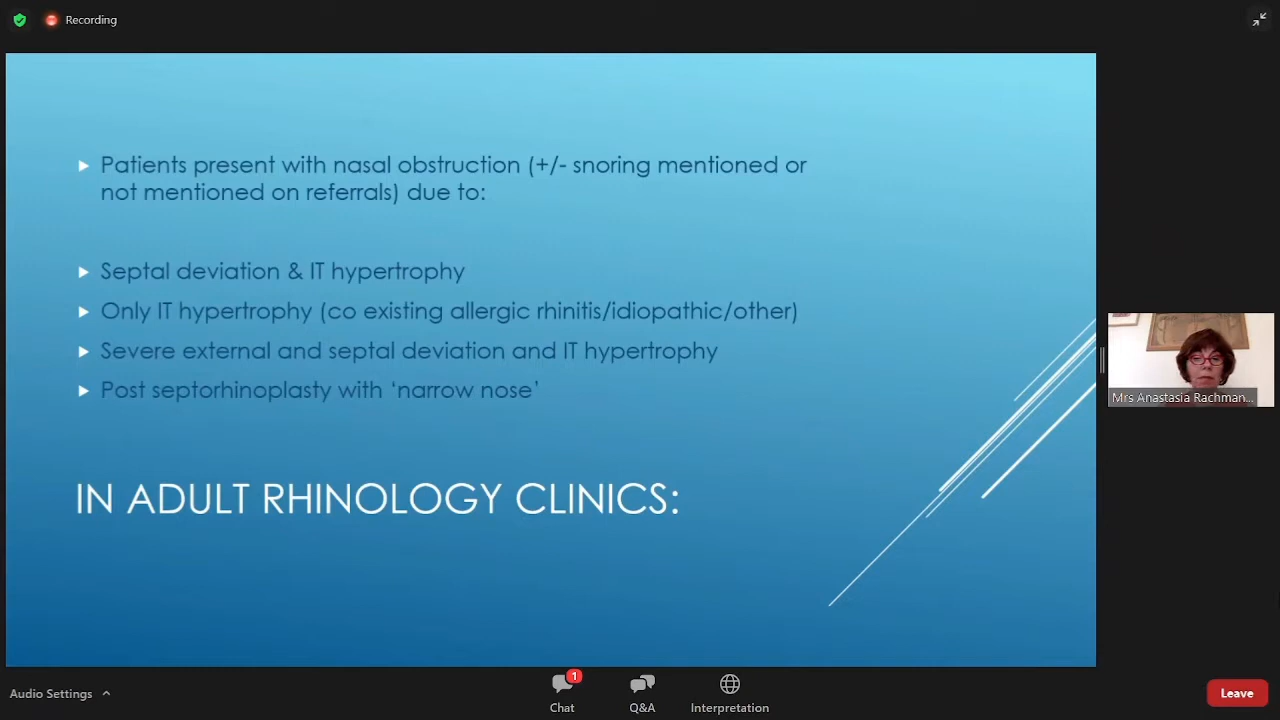 Recording
Patients present with nasal obstruction (+/- snoring mentioned or
not mentioned on referrals) due to:
Septal deviation & IT hypertrophy
Only IT hypertrophy (co existing allergic rhinitis/idiopathic/other)
Severe external and septal deviation and IT hypertrophy
Post septorhinoplasty with ‘narrow nose’
IN ADULT RHINOLOGY CLINICS:
Mrs Anastasia Rachman...
Audio Settings
1
Chat
Q&A
Interpretation
Leave